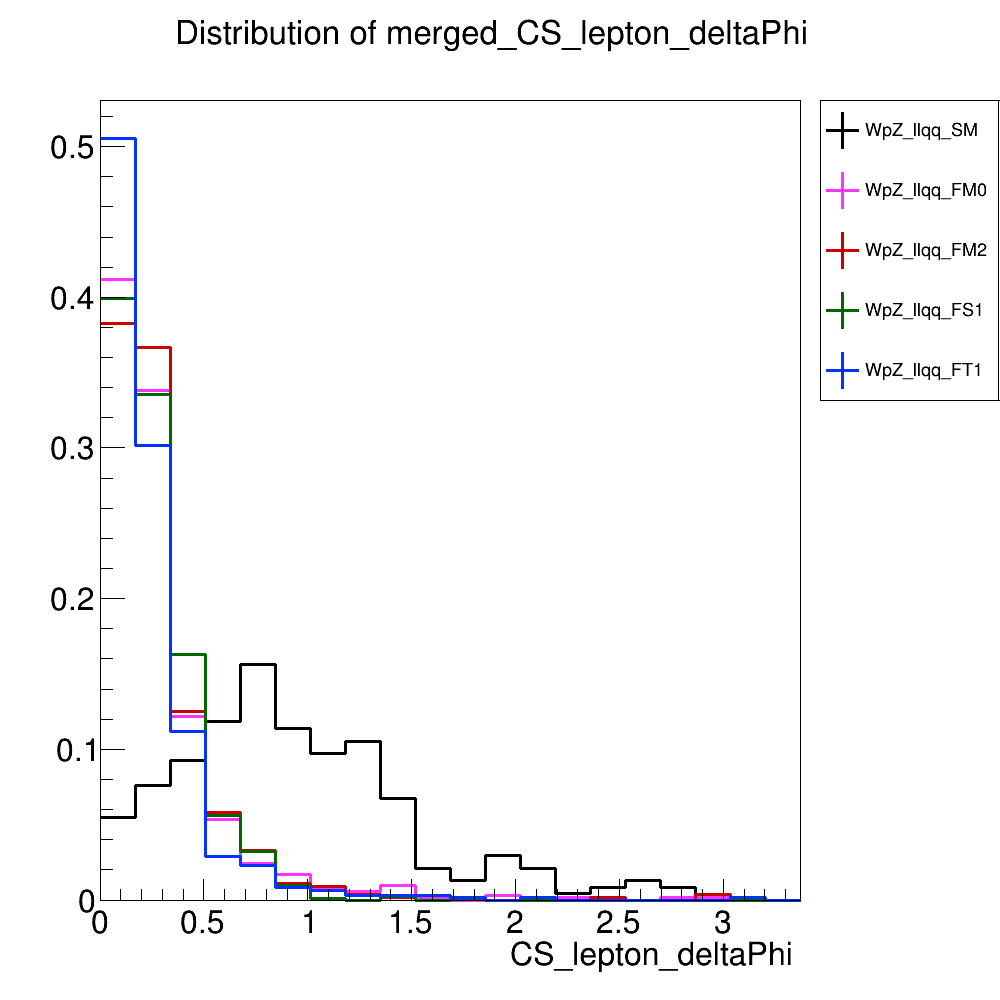 Distribution of merged_CS_lepton_deltaPhi
WpZ_llqq_SM
WpZ_llqq_FM0
WpZ_llqq_FM2
WpZ_llqq_FS1
WpZ_llqq_FT1
0.5
0.4
0.3
0.2
0.1
0
0 0.5 1 1.5 2 2.5 3
CS_lepton_deltaPhi